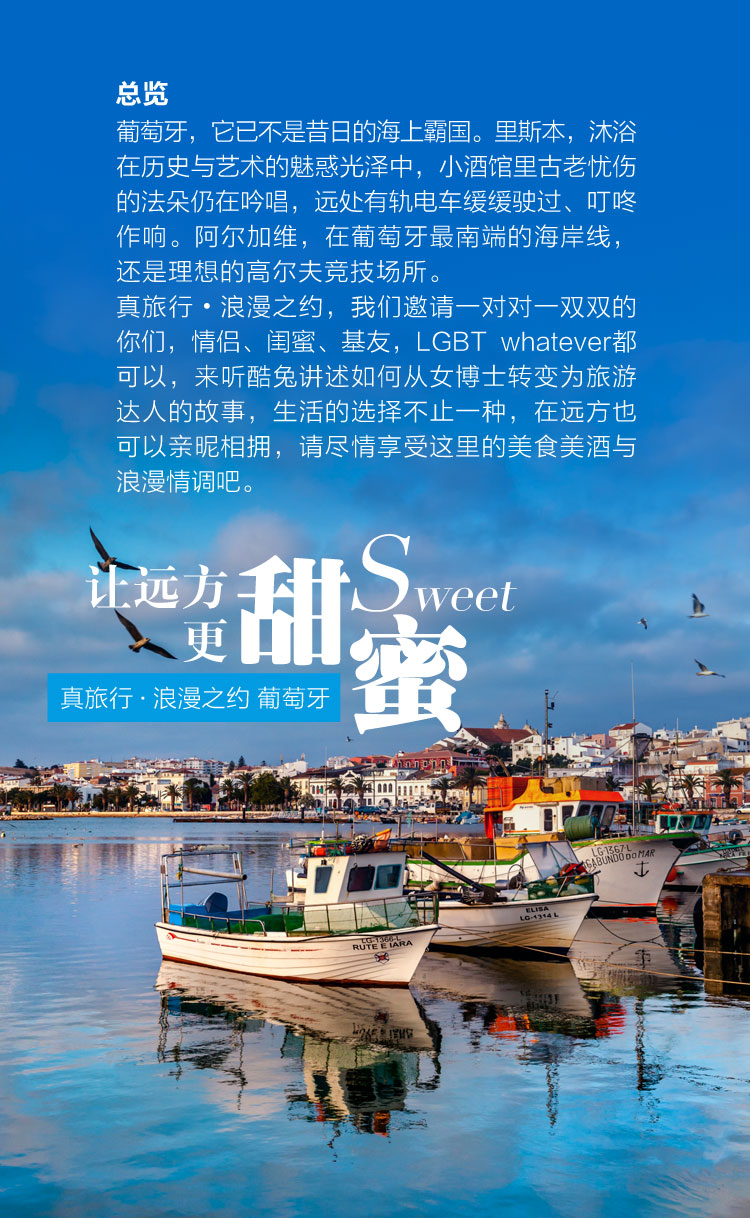 总览
葡萄牙，它已不是昔日的海上霸国。里斯本，沐浴
在历史与艺术的魅惑光泽中，小酒馆里古老忧伤
的法朵仍在吟唱，远处有轨电车缓缓驶过、叮咚
作响。阿尔加维，在葡萄牙最南端的海岸线，
还是理想的高尔夫竞技场所。
真旅行•浪漫之约，我们邀请一对对一双双的
你们，情侣、闺蜜、基友，LGBT whatever都
可以，来听酷兔讲述如何从女博士转变为旅游
达人的故事，生活的选择不止一种，在远方也
可以亲昵相拥，请尽情享受这里的美食美酒与
浪漫情调吧。
让远方
更甜蜜
Sweet
真旅行·浪漫之约 葡萄牙
LG-1367-L
GABUNDO DO MAR
ELISA
LG-1314 L
LG-1366-L
RUTE E IARA